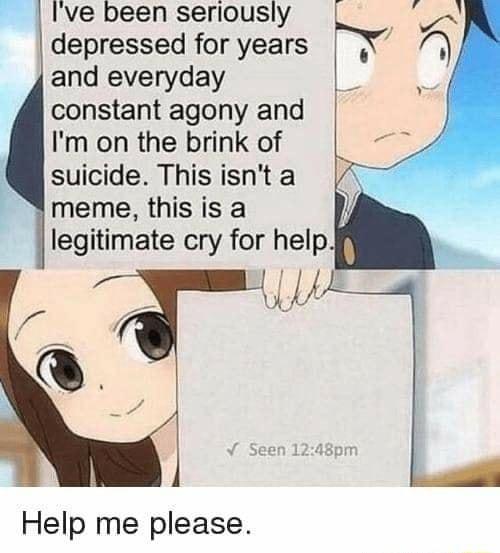 I've been seriously
depressed for years
and everyday
constant agony and
I'm on the brink of
suicide. This isn't a
meme, this is a
legitimate cry for help.
✓ Seen 12:48pm
Help me please.